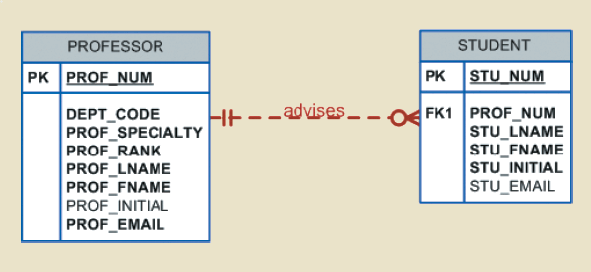 PROFESSOR
PK PROF_NUM
DEPT_CODE
PROF_SPECIALTY
PROF_RANK
PROF_LNAME
PROF_FNAME
PROF_INITIAL
PROF_EMAIL
advises
STUDENT
PK STU_NUM
FK1 PROF_NUM
STU_LNAME
STU_FNAME
STU_INITIAL
STU_EMAIL